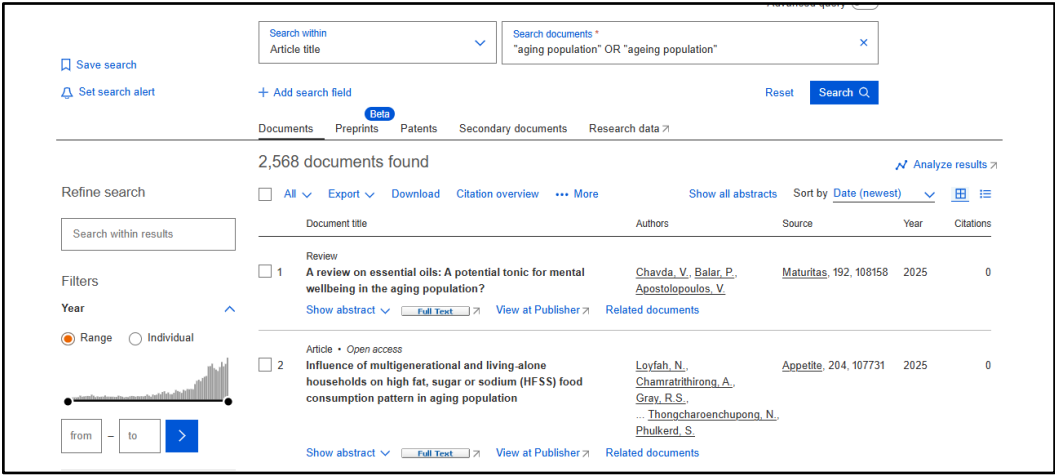 Advanced query
Search within
Article title
Search documents *
"aging population" OR "ageing population"
Save search
Set search alert
Add search field
Reset
Search
Beta
Documents
Preprints
Patents
Secondary documents
Research data
2,568 documents found
Analyze results
Refine search
All
Export
Download
Citation overview
More
Show all abstracts
Sort by Date (newest)
Search within results
Document title
Authors
Source
Year
Citations
Filters
Year
Range
Individual
from
–
to
Review
1
A review on essential oils: A potential tonic for mental
wellbeing in the aging population?
Chavda, V., Balar, P.,
Apostolopoulos, V.
Maturitas, 192, 108158
2025
0
Show abstract
Full Text
View at Publisher
Related documents
Article • Open access
2
Influence of multigenerational and living-alone
households on high fat, sugar or sodium (HFSS) food
consumption pattern in aging population
Loyfah, N.,
Chamratrithirong, A.,
Gray, R.S.,
... Thongcharoenchupong, N.,
Phulkerd, S.
Appetite, 204, 107731
2025
0
Show abstract
Full Text
View at Publisher
Related documents